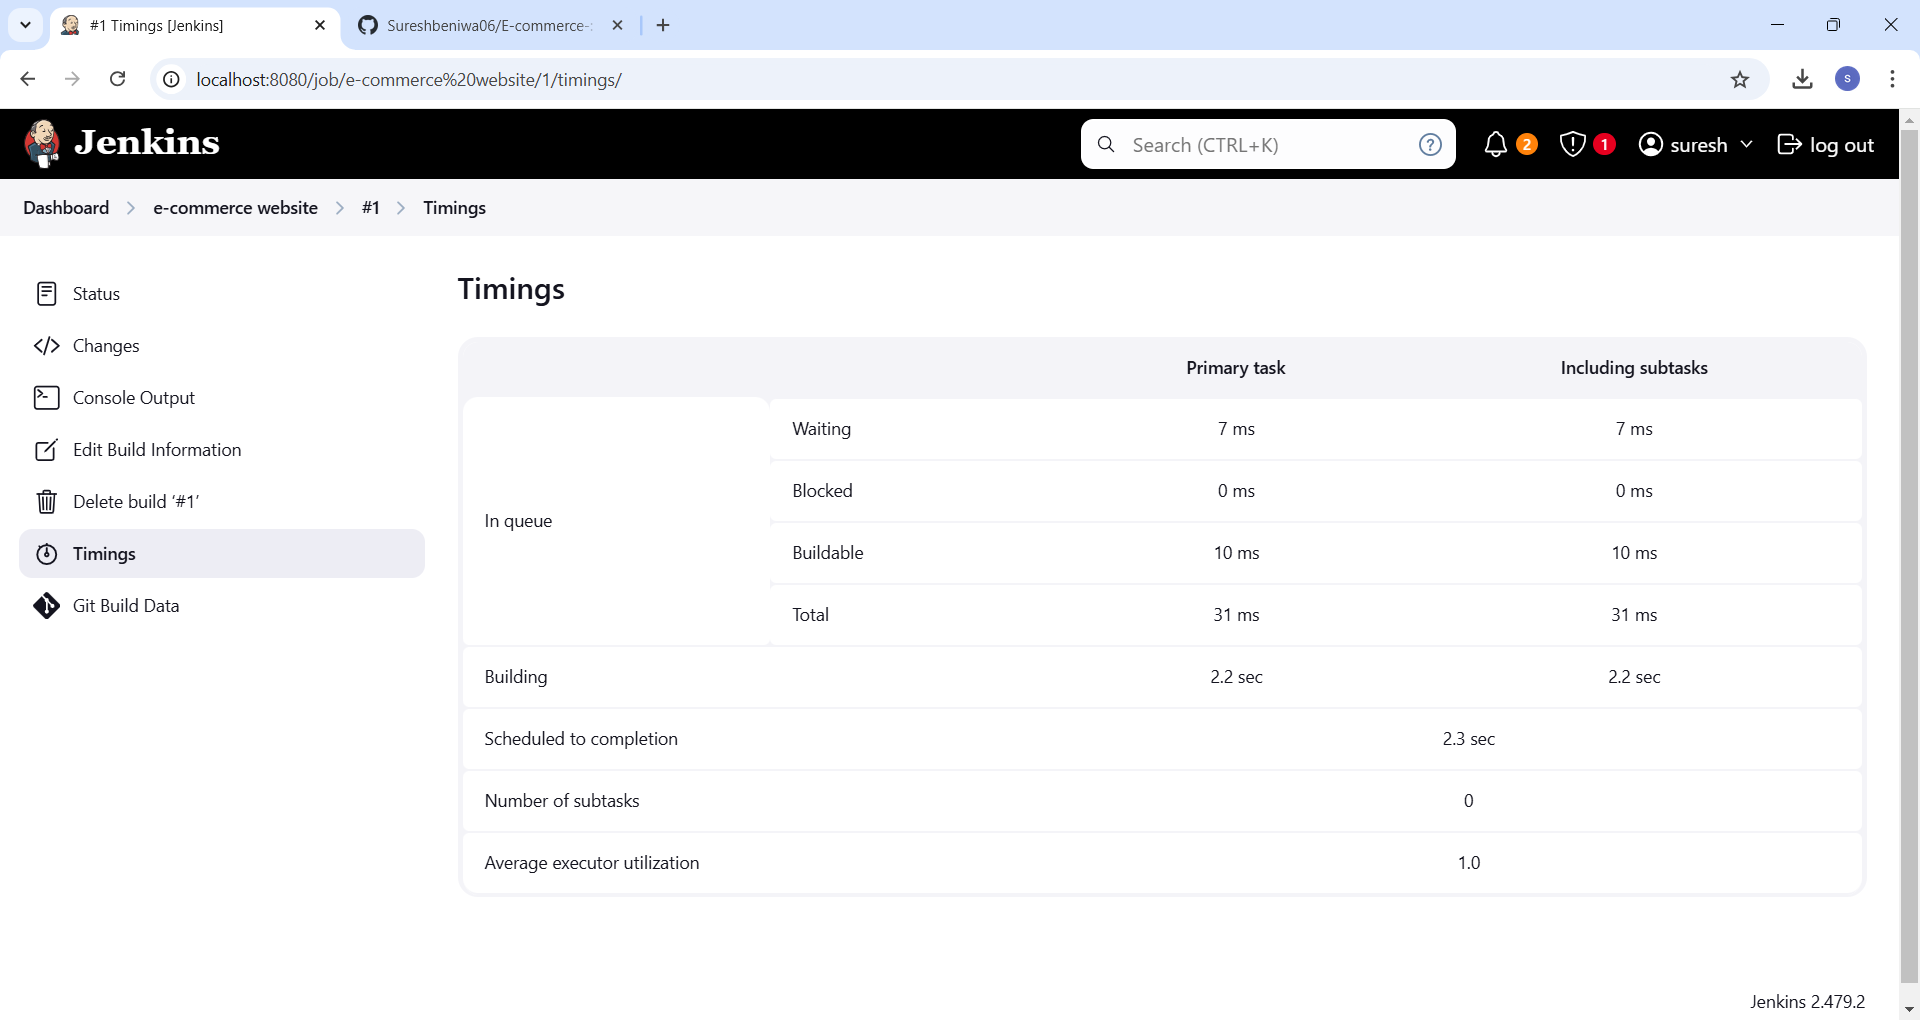 #1 Timings [Jenkins]
Sureshbeniwa06/E-commerce-
localhost:8080/job/e-commerce%20website/1/timings/
S
Jenkins
Search (CTRL+K)
?
2
1
suresh
log out
Dashboard > e-commerce website > #1 > Timings
Status
Changes
Console Output
Edit Build Information
Delete build ‘#1’
Timings
Git Build Data
Timings
Primary task Including subtasks
In queue
Waiting 7 ms 7 ms
Blocked 0 ms 0 ms
Buildable 10 ms 10 ms
Total 31 ms 31 ms
Building 2.2 sec 2.2 sec
Scheduled to completion 2.3 sec
Number of subtasks 0
Average executor utilization 1.0
Jenkins 2.479.2